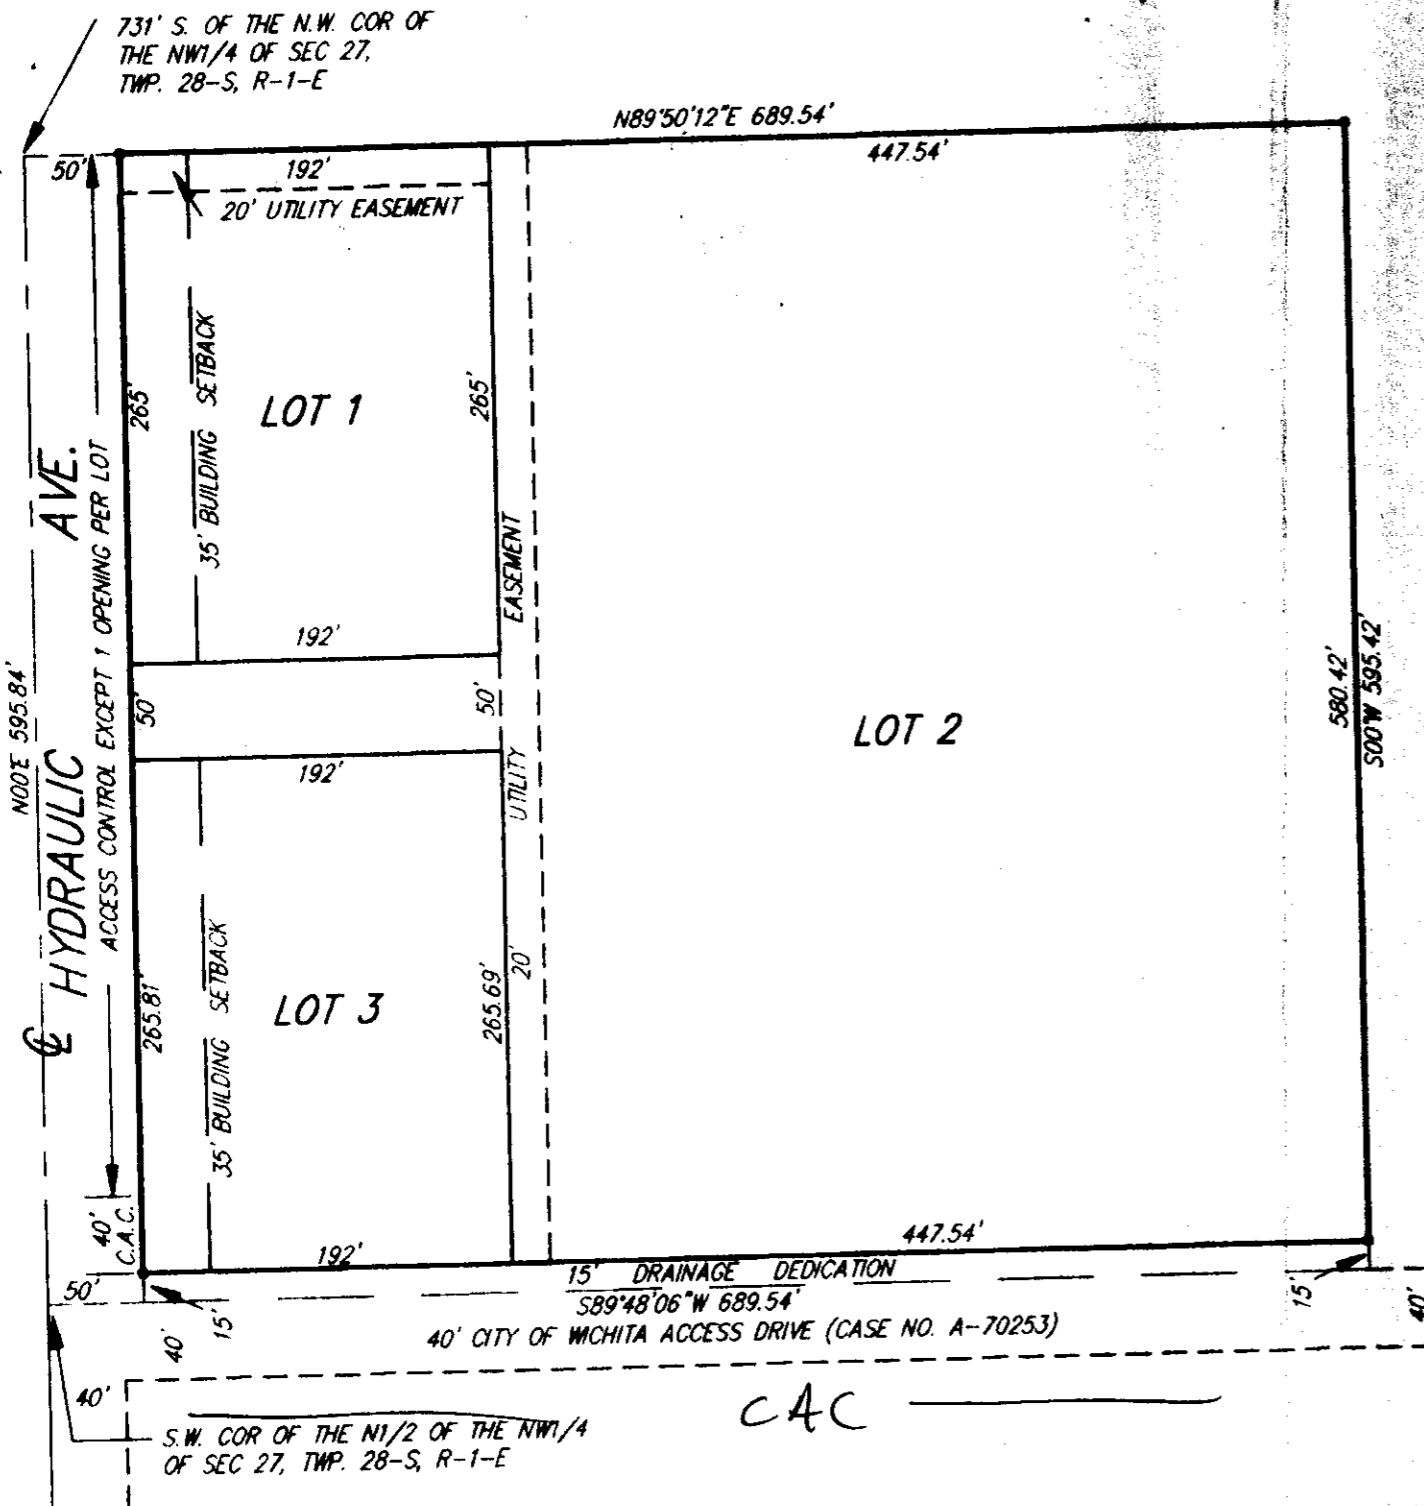 731' S. OF THE N.W. COR OF
THE NW1/4 OF SEC 27,
TWP. 28-S, R-1-E
N89°50'12"E 689.54'
50'
192'
447.54'
20' UTILITY EASEMENT
265'
35' BUILDING SETBACK
LOT 1
265'
HYDRAULIC AVE.
ACCESS CONTROL EXCEPT 1 OPENING PER LOT
N00°E 595.84'
20' UTILITY EASEMENT
192'
50'
50'
LOT 2
580.42'
S00°W 595.42'
192'
265.81'
35' BUILDING SETBACK
LOT 3
265.69'
℄
40'
C.A.C.
192'
447.54'
50'
15' DRAINAGE DEDICATION
S89°48'06"W 689.54'
40'
15'
15'
40'
40' CITY OF WICHITA ACCESS DRIVE (CASE NO. A-70253)
40'
CAC
S.W. COR OF THE N1/2 OF THE NW1/4
OF SEC 27, TWP. 28-S, R-1-E